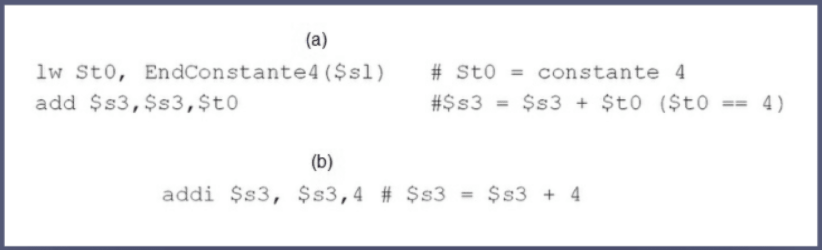 (a)
lw St0, EndConstante4($sl) # St0 = constante 4
add $s3,$s3,$t0 #$s3 = $s3 + $t0 ($t0 == 4)
(b)
addi $s3, $s3,4 # $s3 = $s3 + 4